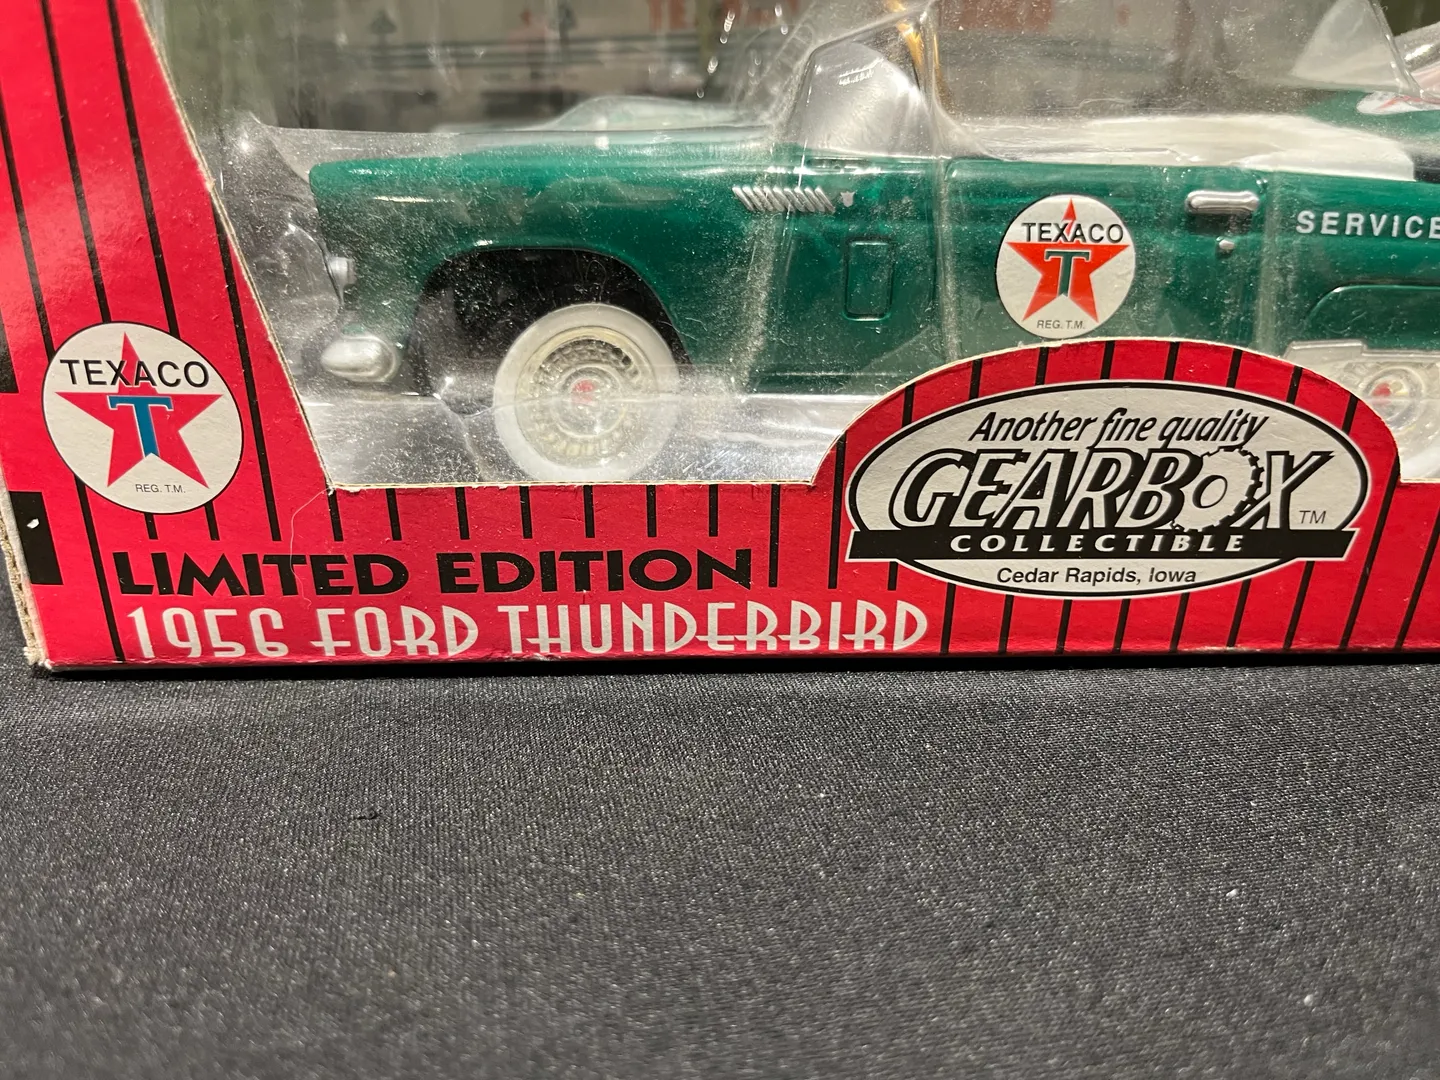 TEXACO
T
REG. T.M.
SERVICE
TEXACO
T
REG. T.M.
Another fine quality
GEARBOX
TM
COLLECTIBLE
Cedar Rapids, Iowa
LIMITED EDITION
1956 FORD THUNDERBIRD